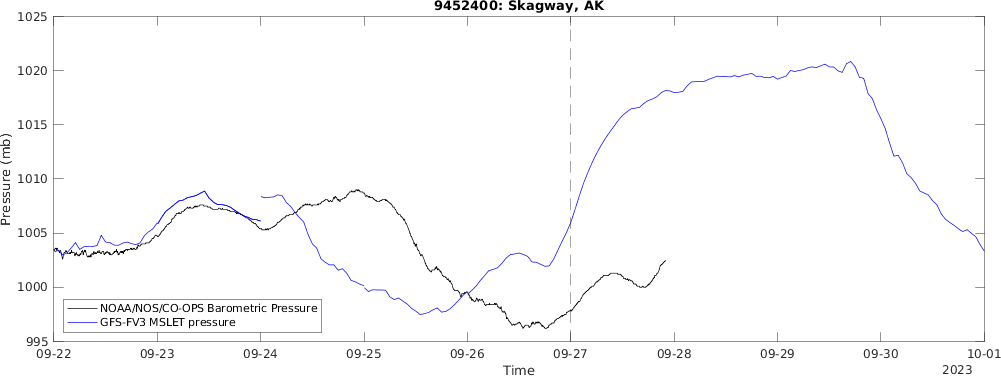 9452400: Skagway, AK
Pressure (mb)
1025
1020
1015
1010
1005
1000
995
NOAA/NOS/CO-OPS Barometric Pressure
GFS-FV3 MSLET pressure
09-22 09-23 09-24 09-25 09-26 09-27 09-28 09-29 09-30 10-01
Time
2023